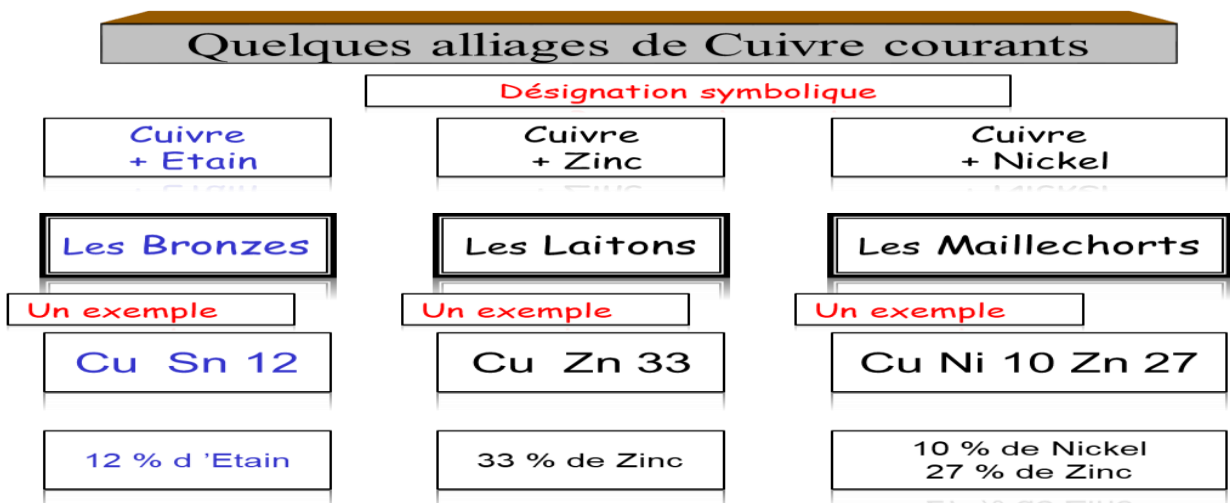 Quelques alliages de Cuivre courants
Désignation symbolique
Cuivre
+ Etain
Cuivre
+ Zinc
Cuivre
+ Nickel
Les Bronzes
Les Laitons
Les Maillechorts
Un exemple
Un exemple
Un exemple
Cu Sn 12
Cu Zn 33
Cu Ni 10 Zn 27
12 % d ’Etain
33 % de Zinc
10 % de Nickel
27 % de Zinc